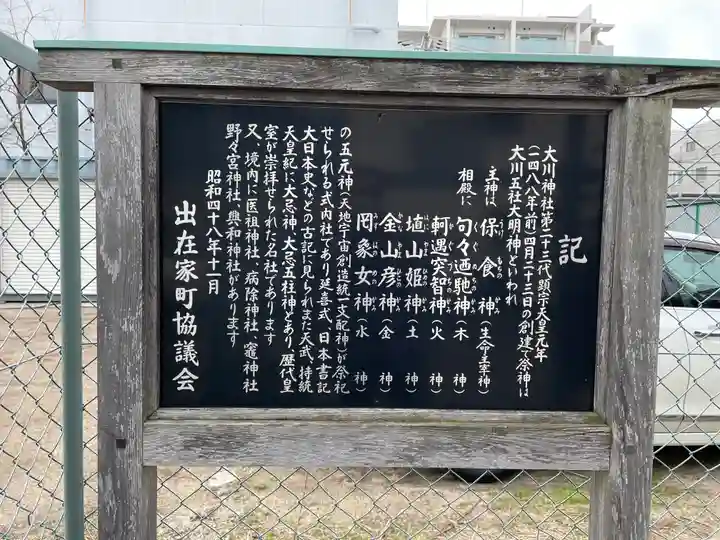 記
大川神社第二十三代顕宗天皇元年
(一四八八年前)四月二十三日の創建で祭神は
大川五社大明神といわれ
主神は 保食神(生命主宰神)
相殿に 句々廼馳神(木神)
軻遇突智神(火神)
埴山姫神(土神)
金山彦神(金神)
罔象女神(水神)
の五元神(天地宇宙創造統一支配神)が祭祀
せられる式内社であり延喜式、日本書記
大日本史などの古記に見られまた天武、持統
天皇記に大忌神、大忌五柱神とあり、歴代皇
室が崇拝せられた名社であります
又、境内に医祖神社、病除神社、竈神社
野々宮神社、興和神社があります
昭和四十八年十一月
出在家町協議会